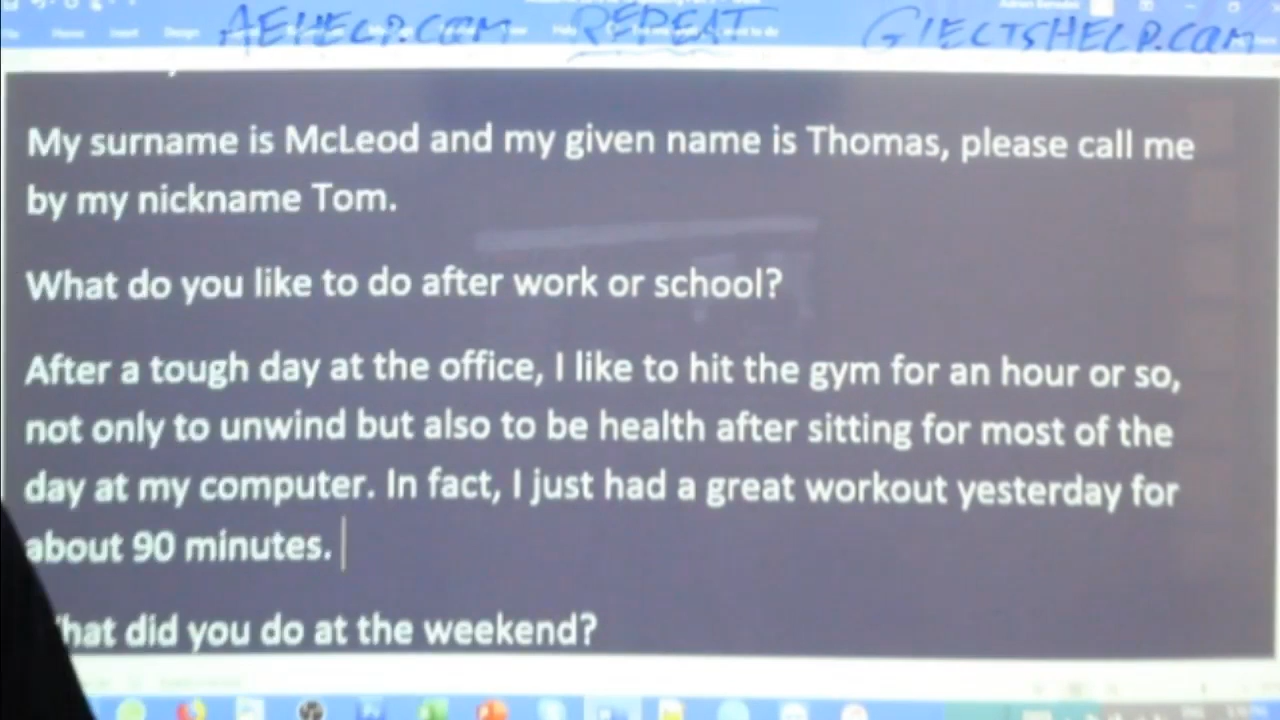 AEHELP.COM REPEAT GIELTSHELP.COM
Home Insert Design Help
My surname is McLeod and my given name is Thomas, please call me
by my nickname Tom.
What do you like to do after work or school?
After a tough day at the office, I like to hit the gym for an hour or so,
not only to unwind but also to be health after sitting for most of the
day at my computer. In fact, I just had a great workout yesterday for
about 90 minutes.
hat did you do at the weekend?